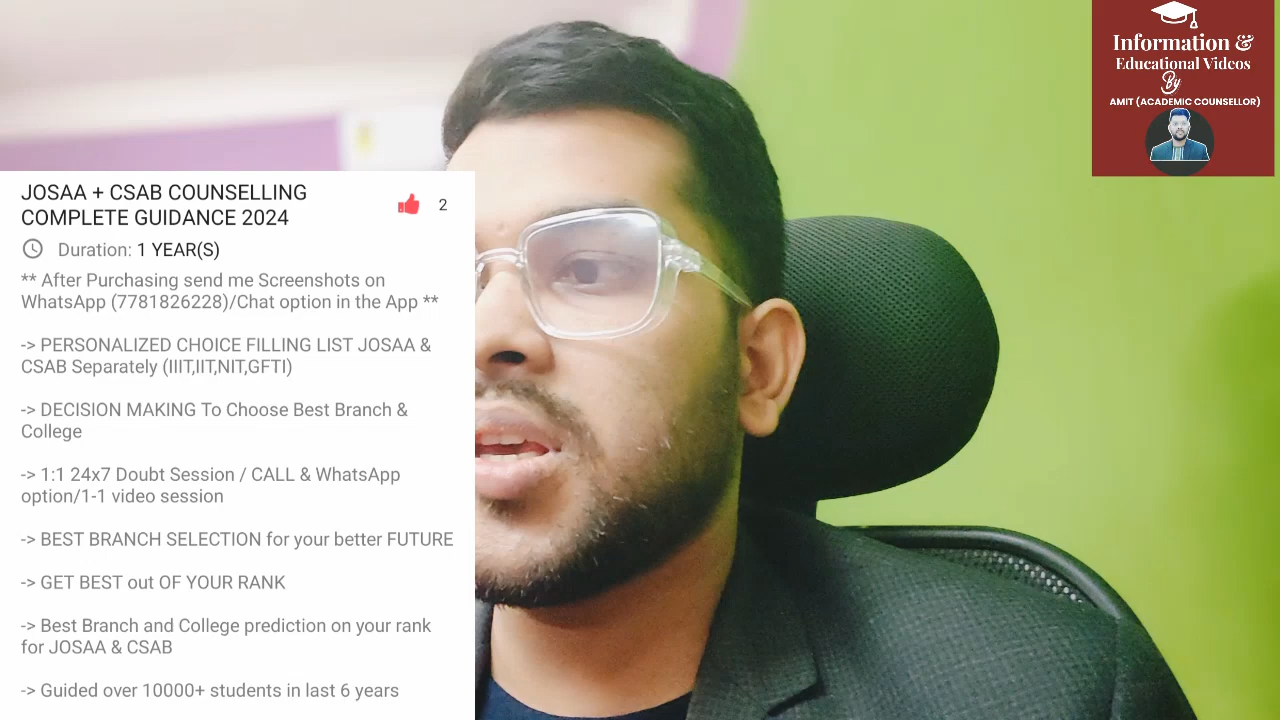 JOSAA + CSAB COUNSELLING
COMPLETE GUIDANCE 2024
2
Duration: 1 YEAR(S)
** After Purchasing send me Screenshots on
WhatsApp (7781826228)/Chat option in the App **
-> PERSONALIZED CHOICE FILLING LIST JOSAA &
CSAB Separately (IIIT,IIT,NIT,GFTI)
-> DECISION MAKING To Choose Best Branch &
College
-> 1:1 24x7 Doubt Session / CALL & WhatsApp
option/1-1 video session
-> BEST BRANCH SELECTION for your better FUTURE
-> GET BEST out OF YOUR RANK
-> Best Branch and College prediction on your rank
for JOSAA & CSAB
-> Guided over 10000+ students in last 6 years
Information &
Educational Videos
By
AMIT (ACADEMIC COUNSELLOR)